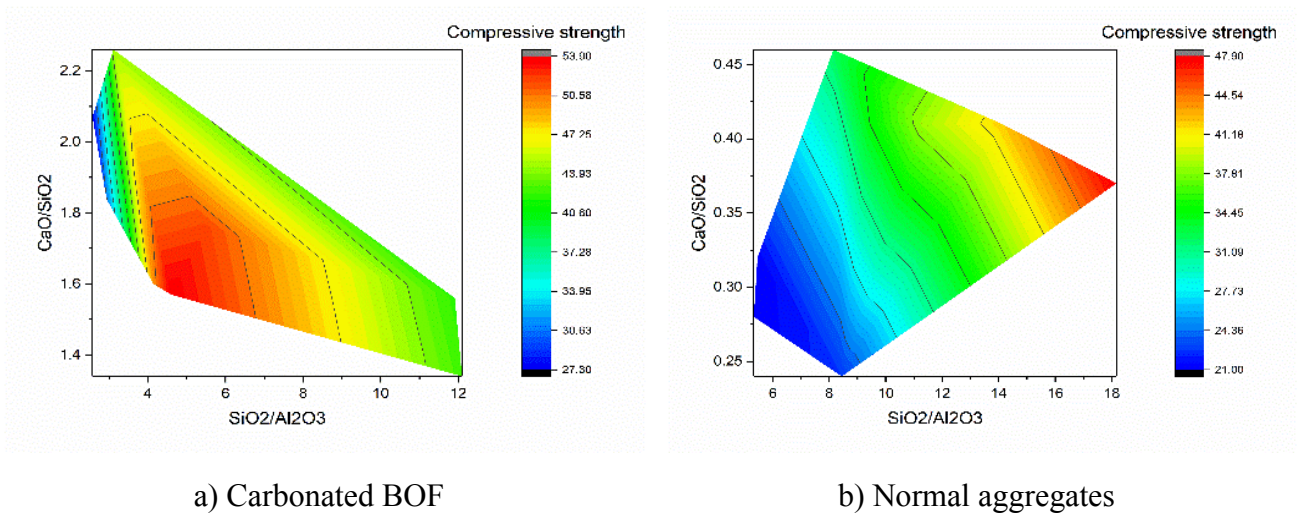 Compressive strength
53.00
50.58
47.25
43.93
40.60
37.28
33.95
30.63
27.30
2.2
2.0
1.8
1.6
1.4
CaO/SiO2
4 6 8 10 12
SiO2/Al2O3
a) Carbonated BOF
Compressive strength
47.90
44.54
41.18
37.81
34.45
31.09
27.73
24.36
21.00
0.45
0.40
0.35
0.30
0.25
CaO/SiO2
6 8 10 12 14 16 18
SiO2/Al2O3
b) Normal aggregates